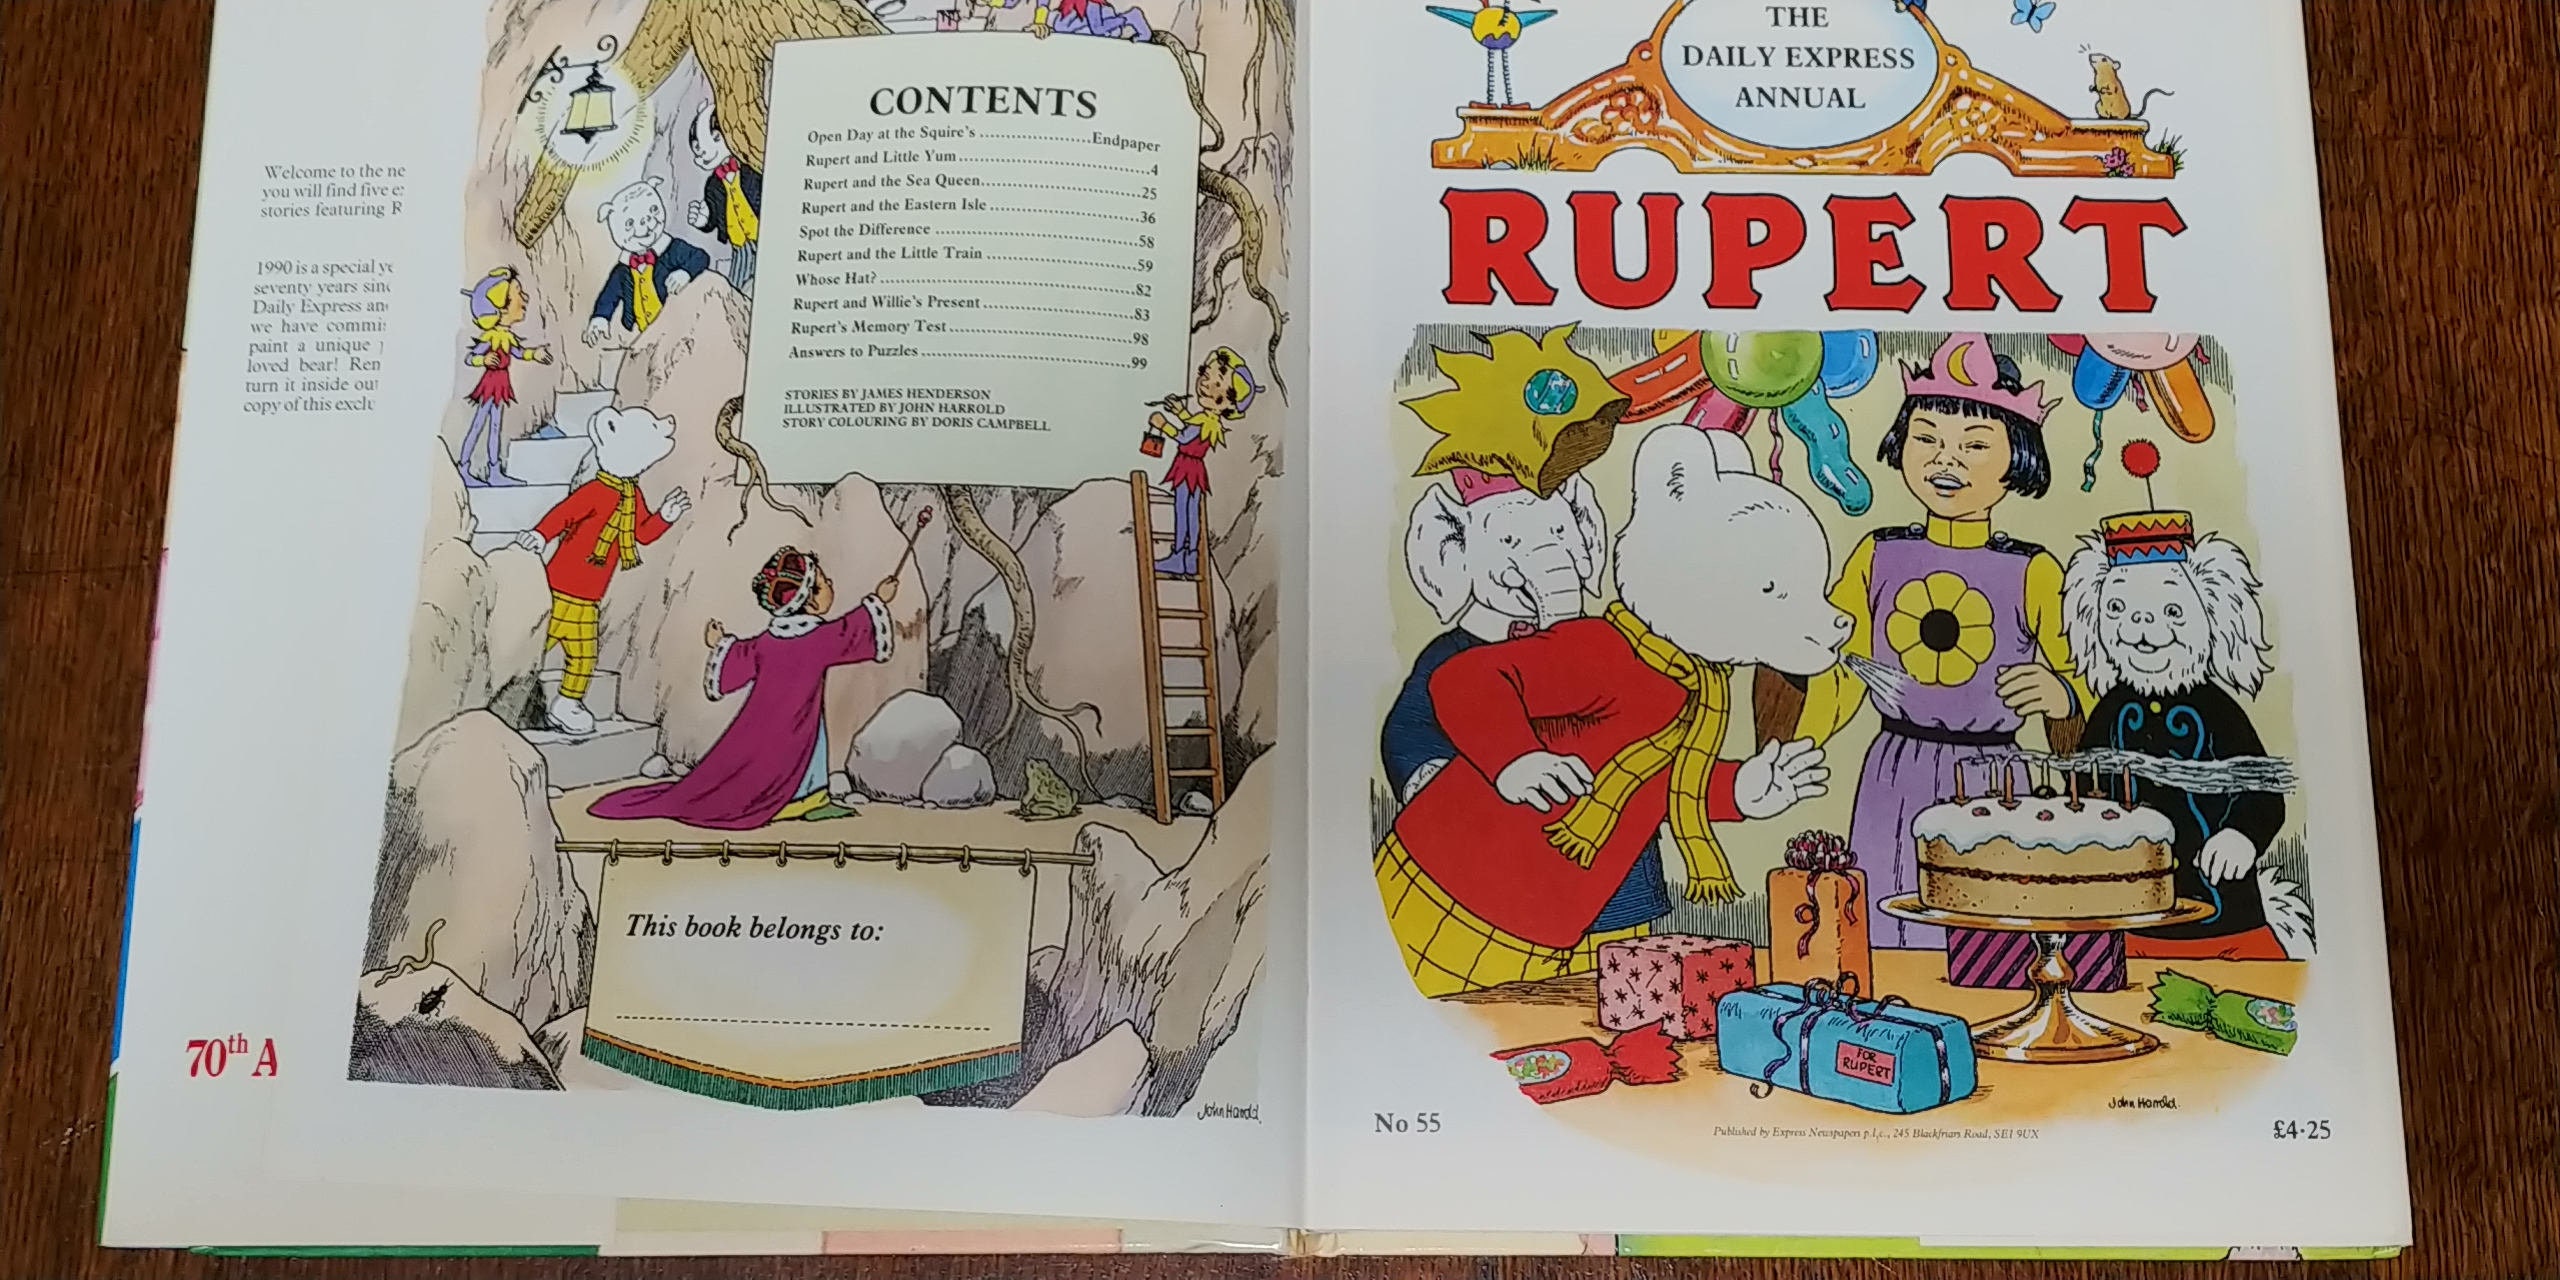 Welcome to the ne
you will find five e
stories featuring R
1990 is a special ye
seventy years sinc
Daily Express an
we have commi
paint a unique
loved bear! Ren
turn it inside ou
copy of this exclu
70th A
CONTENTS
Open Day at the Squire's ....................Endpaper
Rupert and Little Yum..............................4
Rupert and the Sea Queen.........................25
Rupert and the Eastern Isle ......................36
Spot the Difference ................................58
Rupert and the Little Train ......................59
Whose Hat? ..........................................82
Rupert and Willie's Present ......................83
Rupert's Memory Test .............................98
Answers to Puzzles.................................99
STORIES BY JAMES HENDERSON
ILLUSTRATED BY JOHN HARROLD
STORY COLOURING BY DORIS CAMPBELL
This book belongs to:
John Harrold.
THE
DAILY EXPRESS
ANNUAL
RUPERT
FOR
RUPERT
John Harrold.
No 55
Published by Express Newspapers p.l.c., 245 Blackfriars Road, SE1 9UX
£4·25